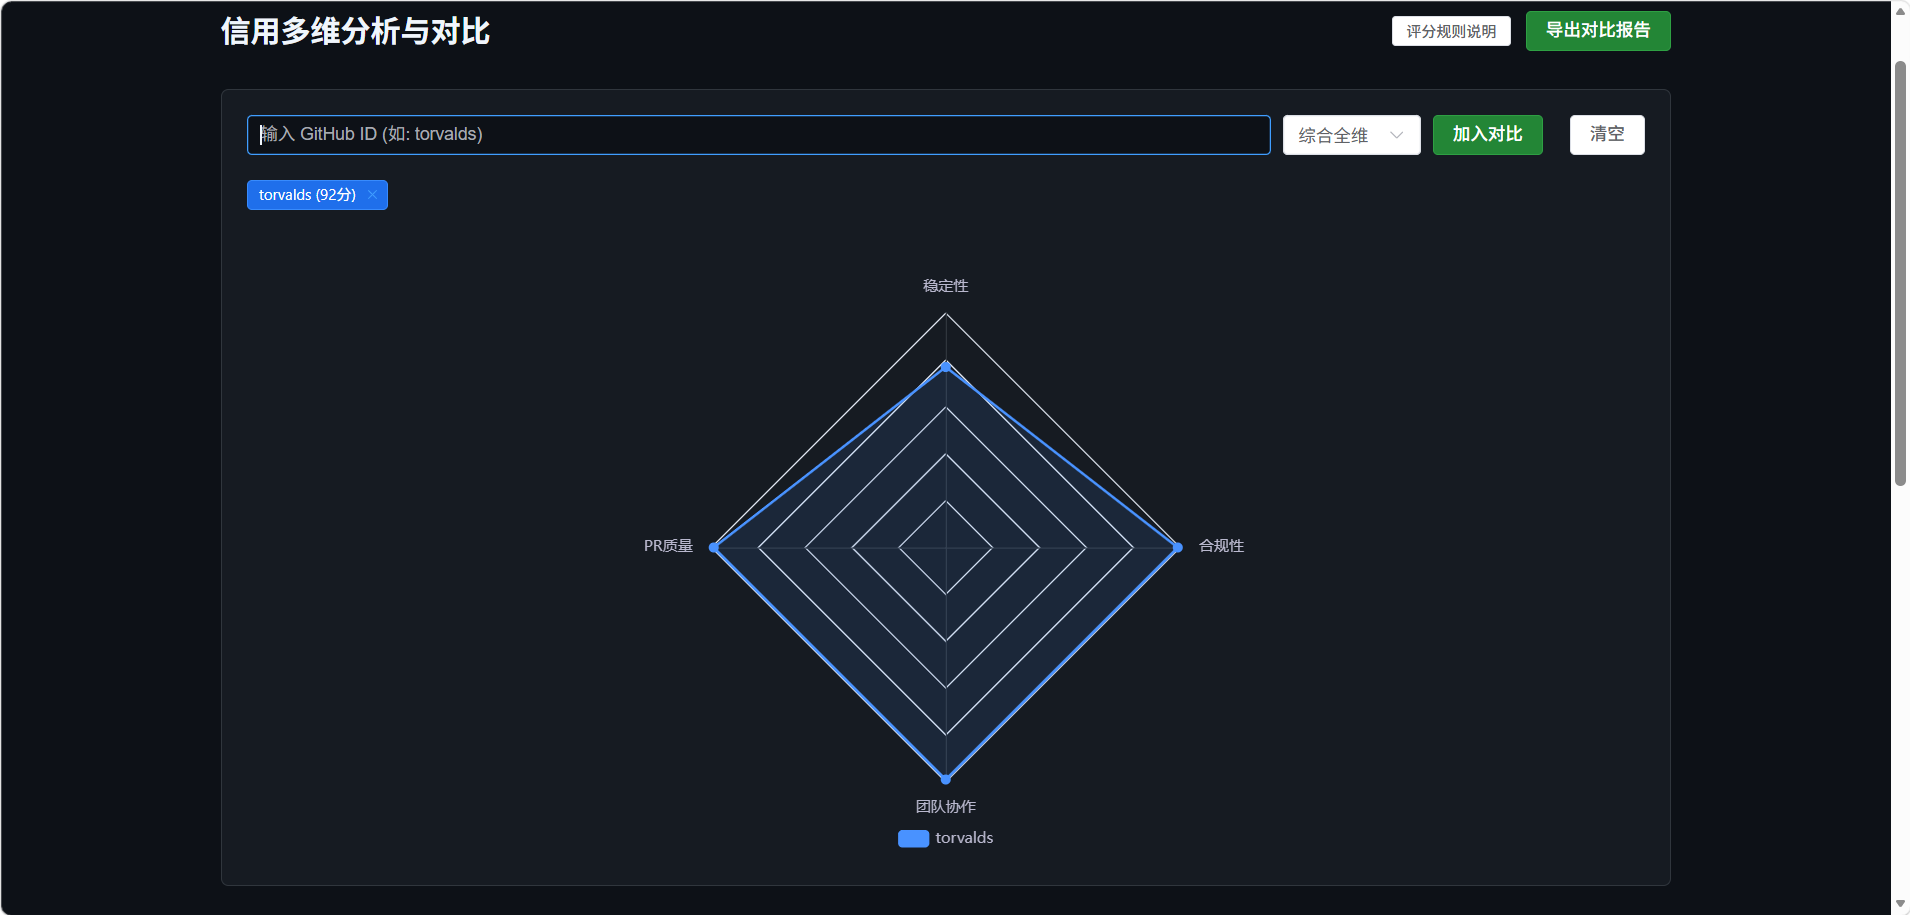 信用多维分析与对比
评分规则说明
导出对比报告
输入 GitHub ID (如: torvalds)
综合全维
加入对比
清空
torvalds (92分)
稳定性
PR质量
合规性
团队协作
torvalds